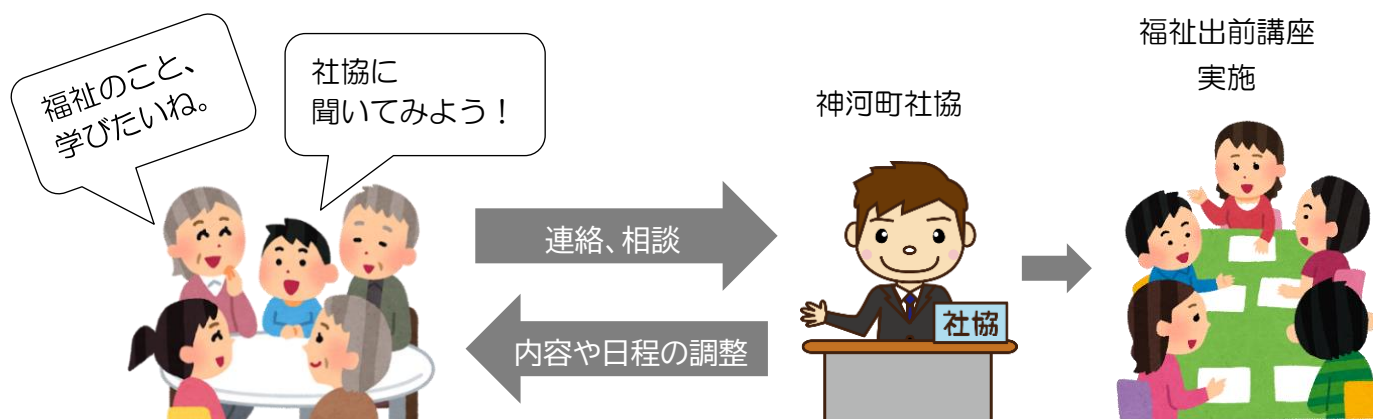 福祉のこと、
学びたいね。
社協に
聞いてみよう！
連絡、相談
内容や日程の調整
神河町社協
社協
福祉出前講座
実施